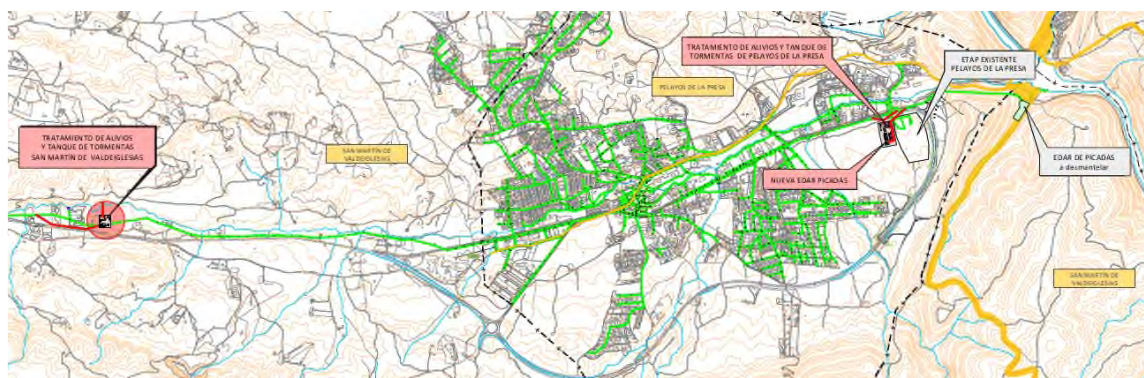 TRATAMIENTO DE ALIVIOS
Y TANQUE DE TORMENTAS
SAN MARTÍN DE VALDEIGLESIAS
SAN MARTÍN DE
VALDEIGLESIAS
TRATAMIENTO DE ALIVIOS Y TANQUE DE
TORMENTAS DE PELAYOS DE LA PRESA
PELAYOS DE LA PRESA
NUEVA EDAR PICADAS
ETAP EXISTENTE
PELAYOS DE LA PRESA
EDAR DE PICADAS
a desmantelar
SAN MARTÍN DE
VALDEIGLESIAS